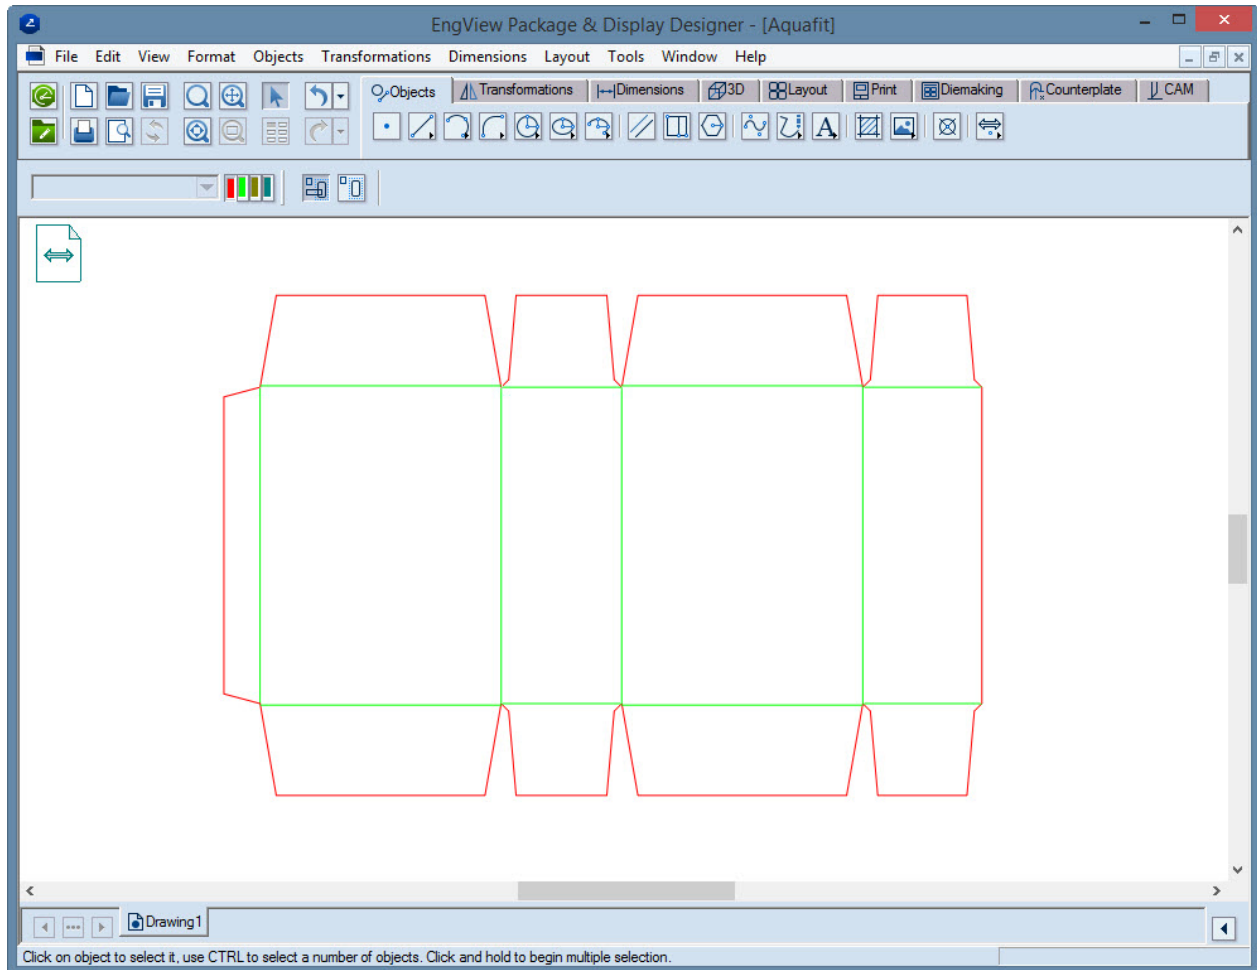 EngView Package & Display Designer - [Aquafit]
File Edit View Format Objects Transformations Dimensions Layout Tools Window Help
Objects Transformations Dimensions 3D Layout Print Diemaking Counterplate CAM
Drawing1
Click on object to select it, use CTRL to select a number of objects. Click and hold to begin multiple selection.